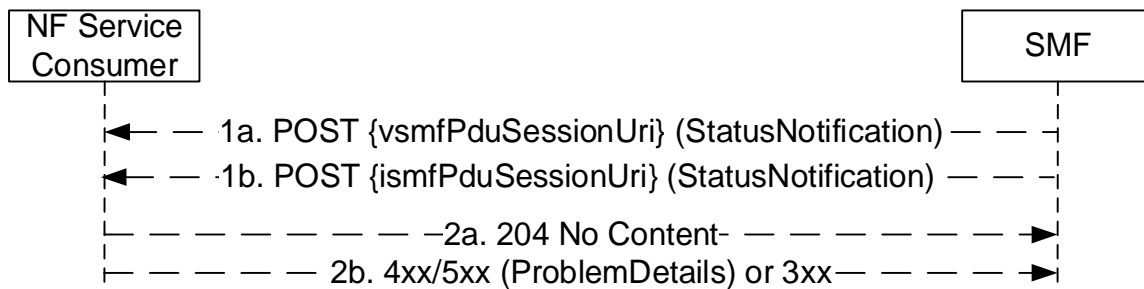 NF Service
Consumer
SMF
1a. POST {vsmfPduSessionUri} (StatusNotification)
1b. POST {ismfPduSessionUri} (StatusNotification)
2a. 204 No Content
2b. 4xx/5xx (ProblemDetails) or 3xx